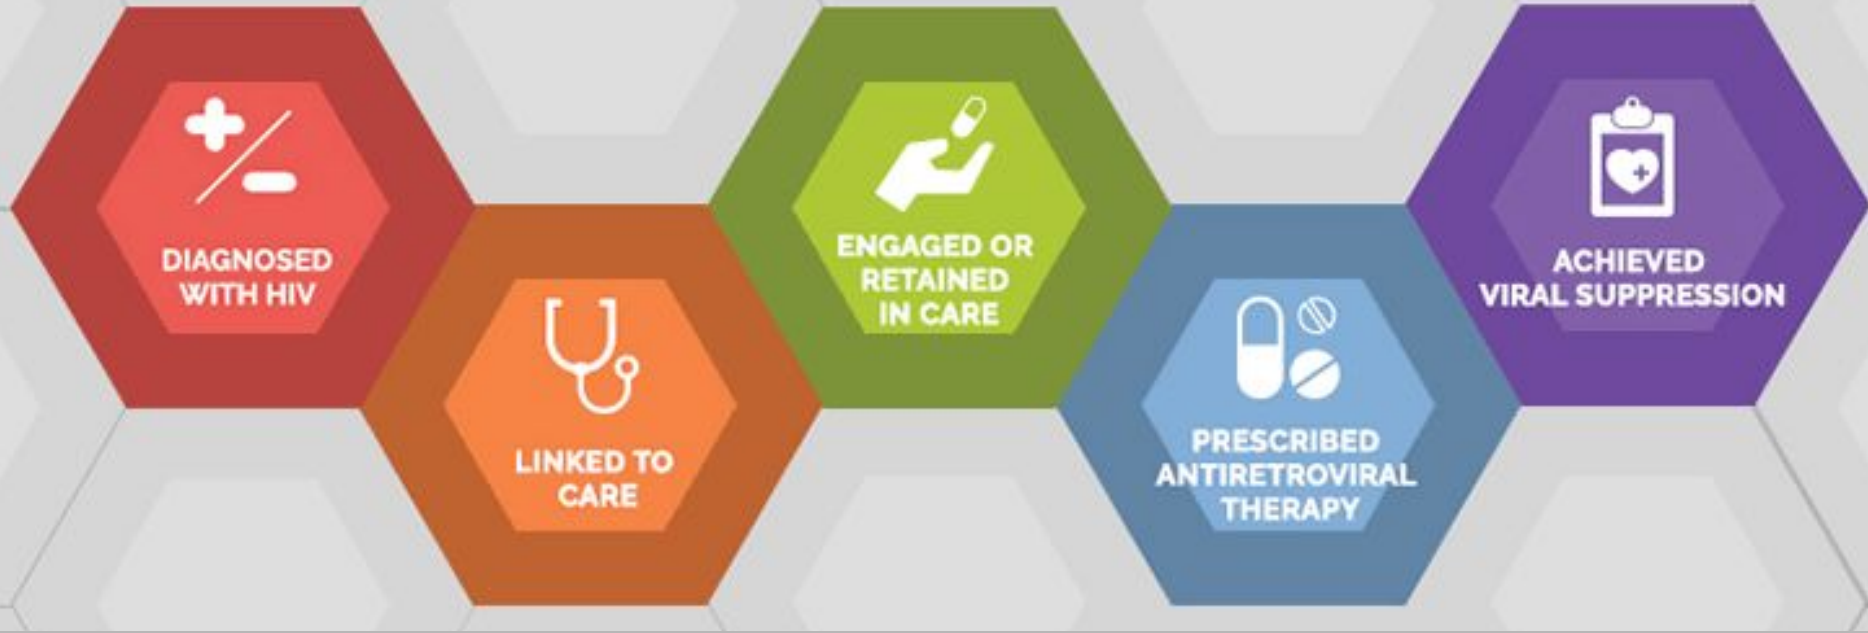 DIAGNOSED
WITH HIV
LINKED TO
CARE
ENGAGED OR
RETAINED
IN CARE
PRESCRIBED
ANTIRETROVIRAL
THERAPY
ACHIEVED
VIRAL SUPPRESSION